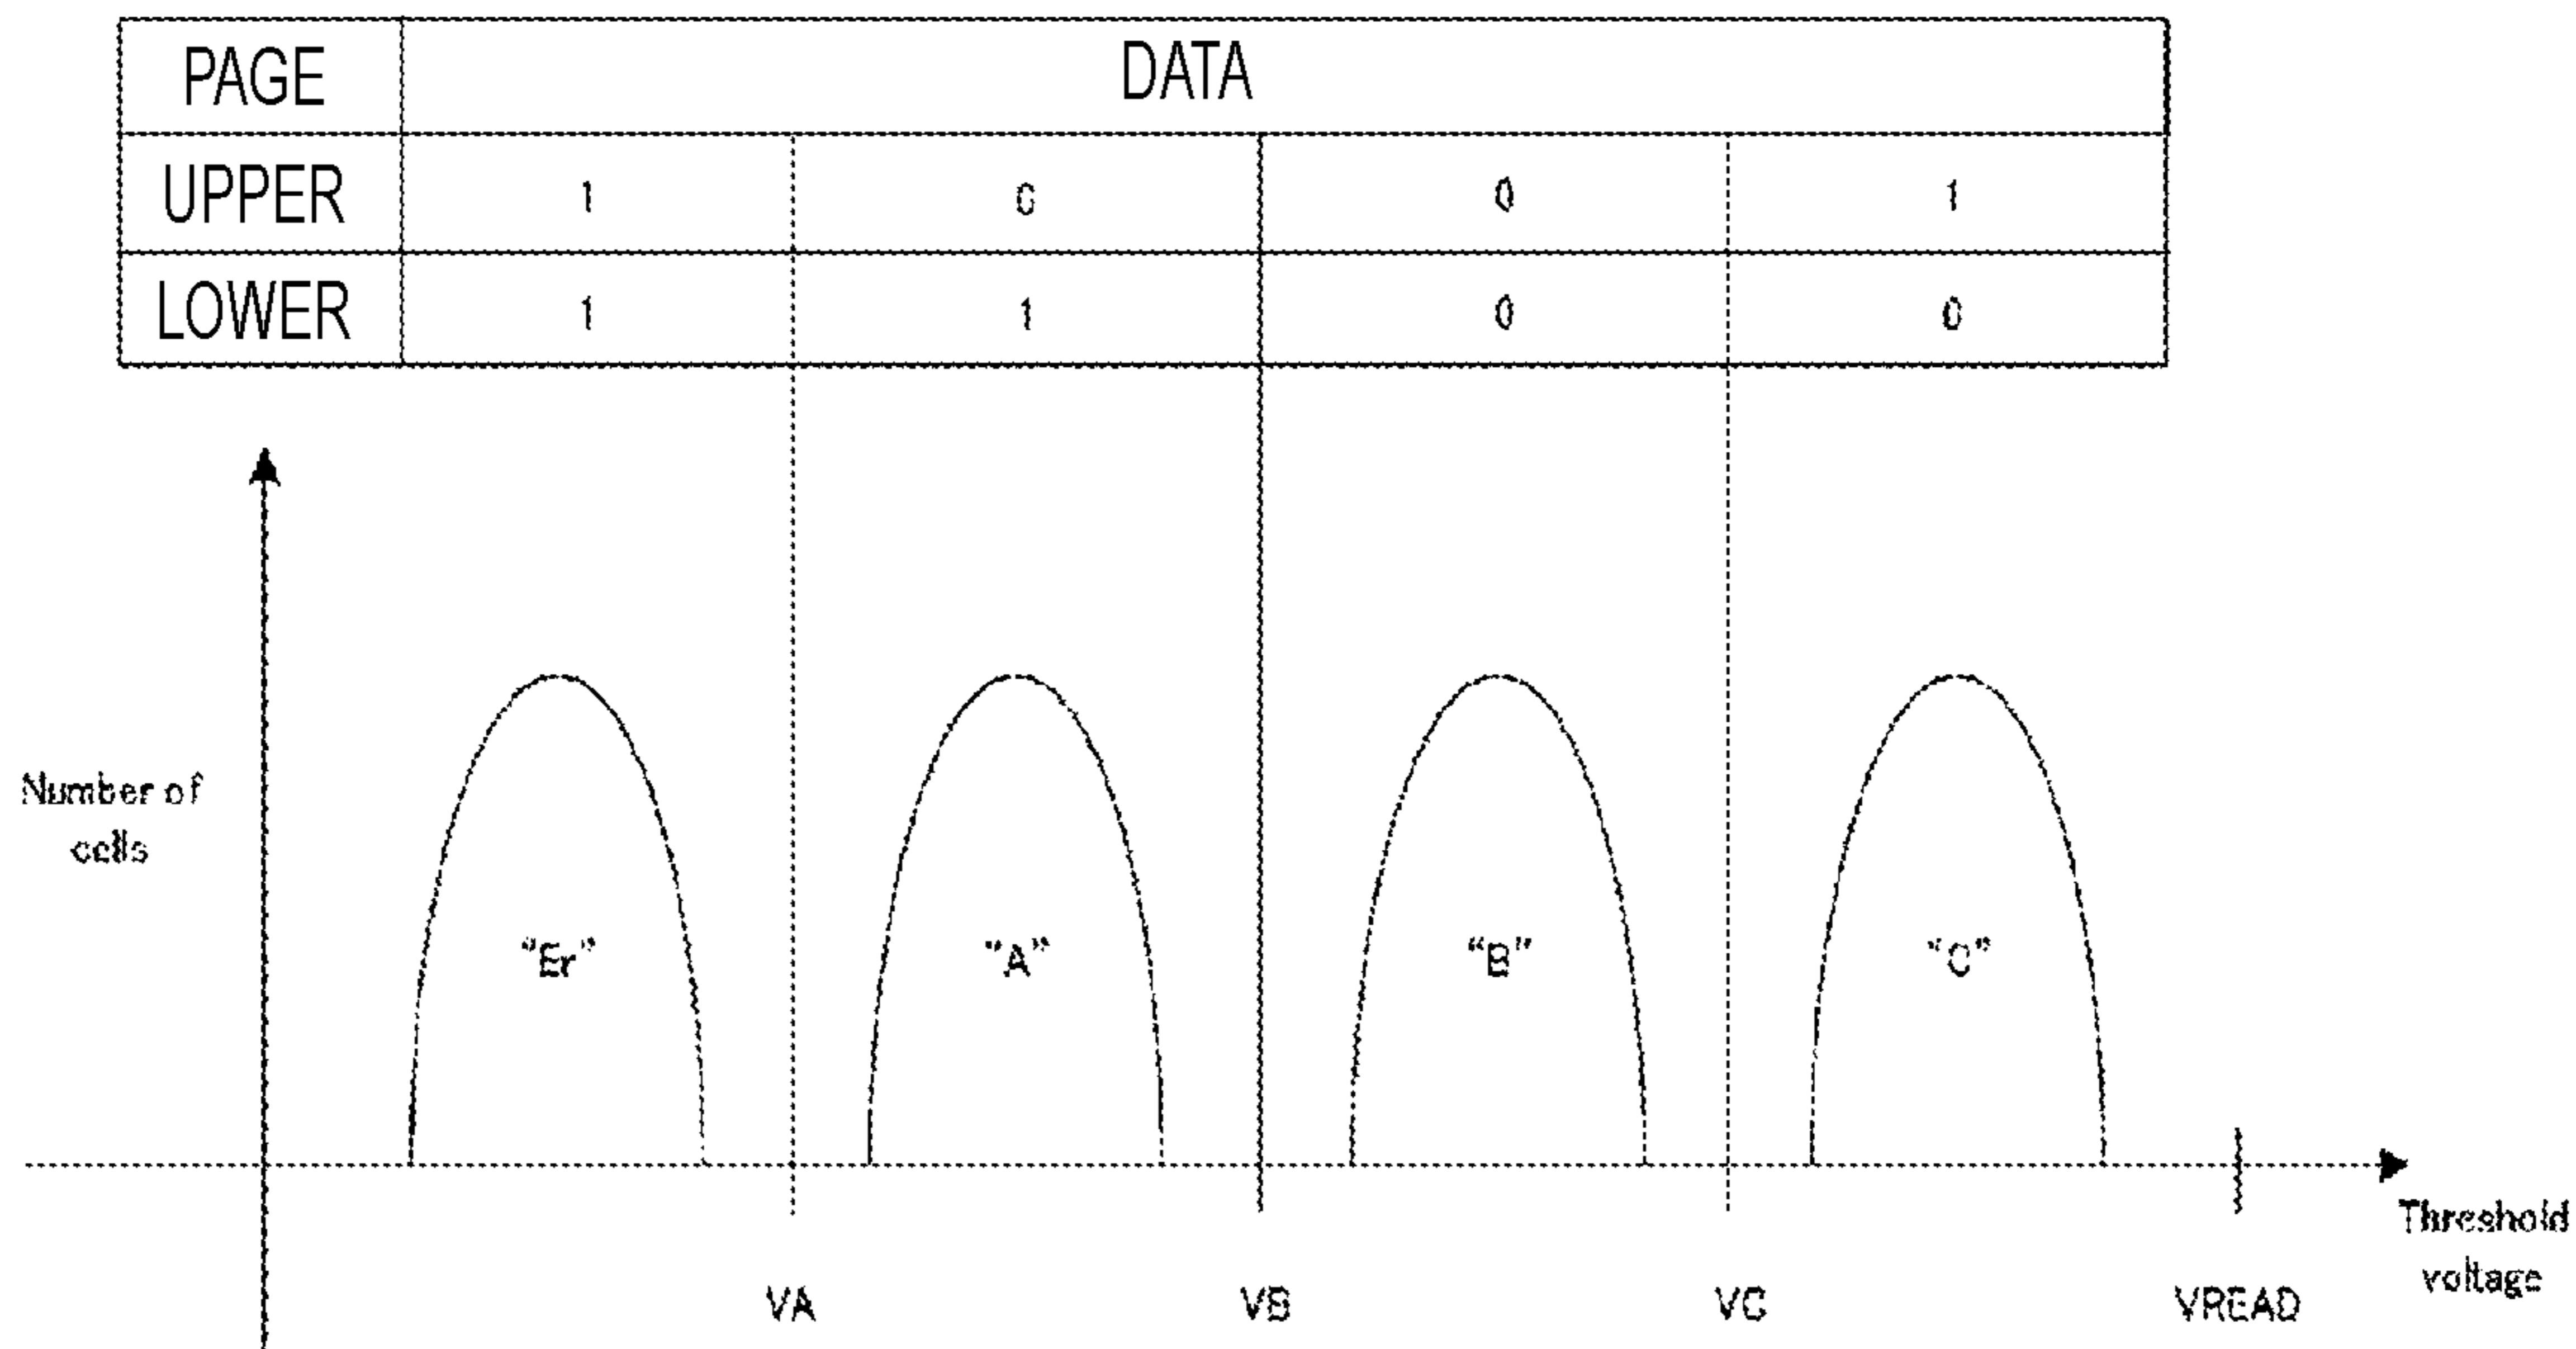 PAGE DATA
UPPER 1 0 0 1
LOWER 1 1 0 0
Number of
cells
"Er" "A" "B" "C"
Threshold
voltage
VA VB VC VREAD